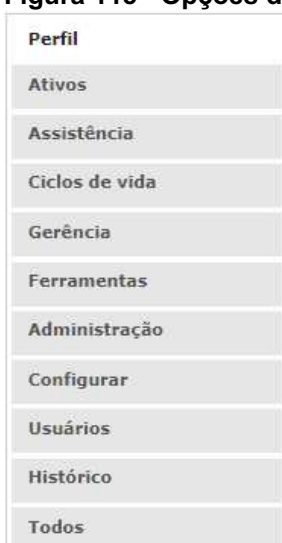 Perfil
Ativos
Assistência
Ciclos de vida
Gerência
Ferramentas
Administração
Configurar
Usuários
Histórico
Todos